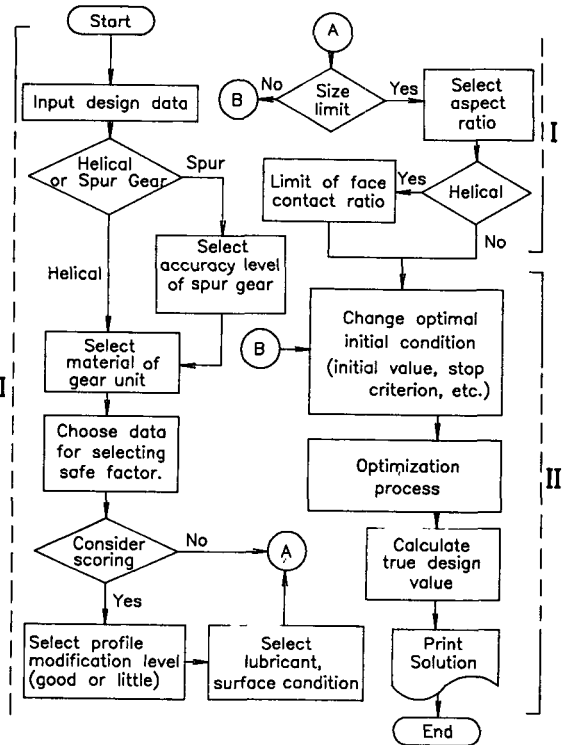 Start
Input design data
Helical
or Spur Gear
Spur
Select
accuracy level
of spur gear
Helical
Select
material of
gear unit
Choose data
for selecting
safe factor.
Consider
scoring
No
A
Yes
Select profile
modification level
(good or little)
Select
lubricant,
surface condition
I
A
Size
limit
No
B
Yes
Select
aspect
ratio
Helical
Yes
Limit of face
contact ratio
No
I
B
Change optimal
initial condition
(initial value, stop
criterion, etc.)
Optimization
process
Calculate
true design
value
Print
Solution
End
II